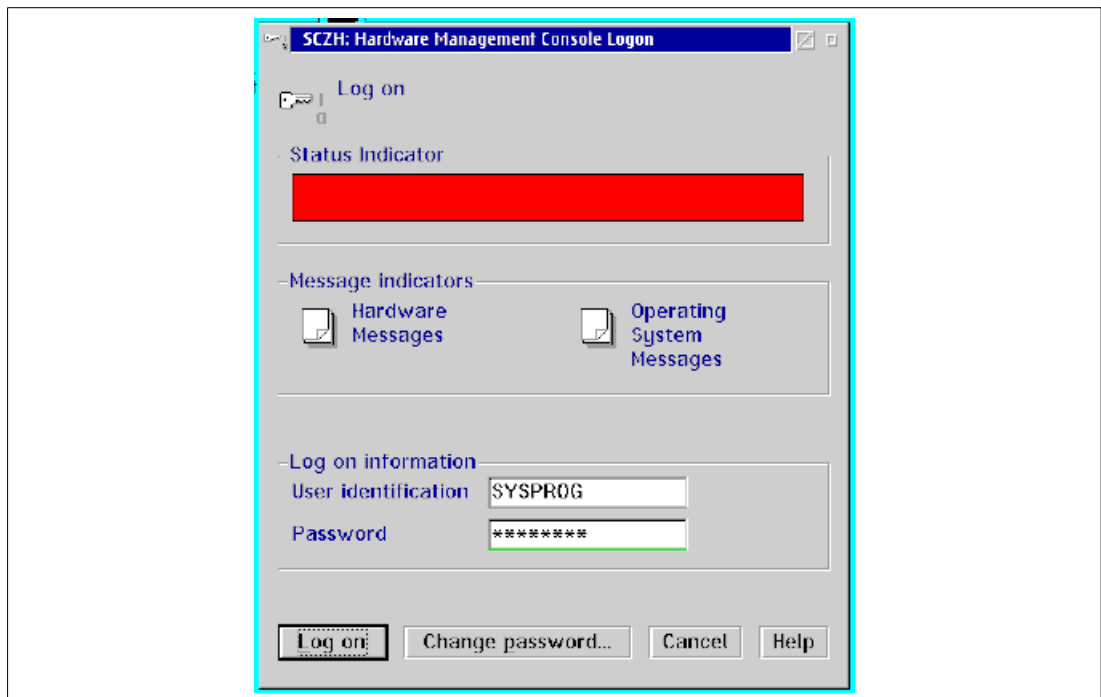 SCZH: Hardware Management Console Logon
Log on
Status Indicator
Message indicators
Hardware
Messages
Operating
System
Messages
Log on information
User identification
SYSPROG
Password
********
Log on
Change password...
Cancel
Help